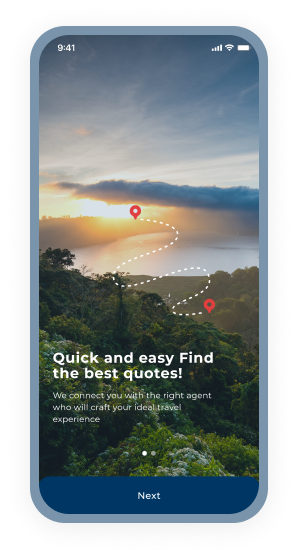 9:41
Quick and easy Find
the best quotes!
We connect you with the right agent
who will craft your ideal travel
experience
Next